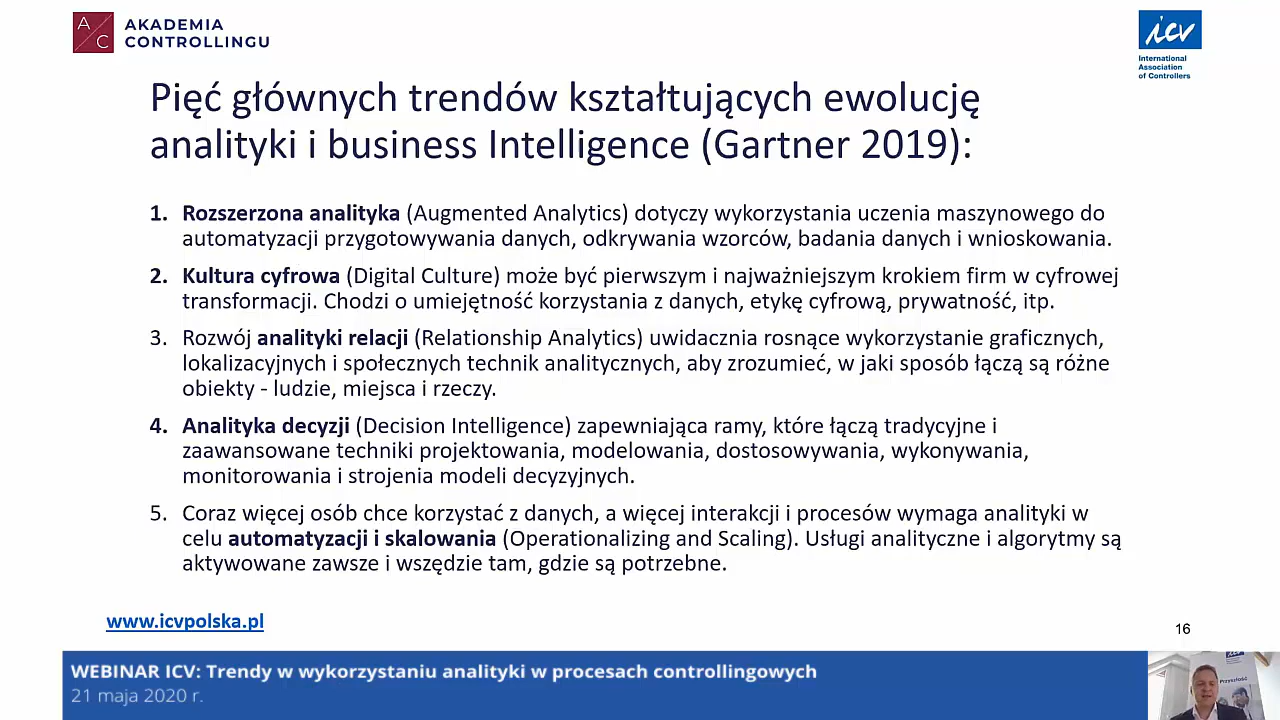 AKADEMIA
CONTROLLINGU
icv
International
Association
of Controllers
Pięć głównych trendów kształtujących ewolucję
analityki i business Intelligence (Gartner 2019):
1. Rozszerzona analityka (Augmented Analytics) dotyczy wykorzystania uczenia maszynowego do
automatyzacji przygotowywania danych, odkrywania wzorców, badania danych i wnioskowania.
2. Kultura cyfrowa (Digital Culture) może być pierwszym i najważniejszym krokiem firm w cyfrowej
transformacji. Chodzi o umiejętność korzystania z danych, etykę cyfrową, prywatność, itp.
3. Rozwój analityki relacji (Relationship Analytics) uwidacznia rosnące wykorzystanie graficznych,
lokalizacyjnych i społecznych technik analitycznych, aby zrozumieć, w jaki sposób łączą są różne
obiekty - ludzie, miejsca i rzeczy.
4. Analityka decyzji (Decision Intelligence) zapewniająca ramy, które łączą tradycyjne i
zaawansowane techniki projektowania, modelowania, dostosowywania, wykonywania,
monitorowania i strojenia modeli decyzyjnych.
5. Coraz więcej osób chce korzystać z danych, a więcej interakcji i procesów wymaga analityki w
celu automatyzacji i skalowania (Operationalizing and Scaling). Usługi analityczne i algorytmy są
aktywowane zawsze i wszędzie tam, gdzie są potrzebne.
www.icvpolska.pl
16
WEBINAR ICV: Trendy w wykorzystaniu analityki w procesach controllingowych
21 maja 2020 r.
A
C
icv
Przyszłość